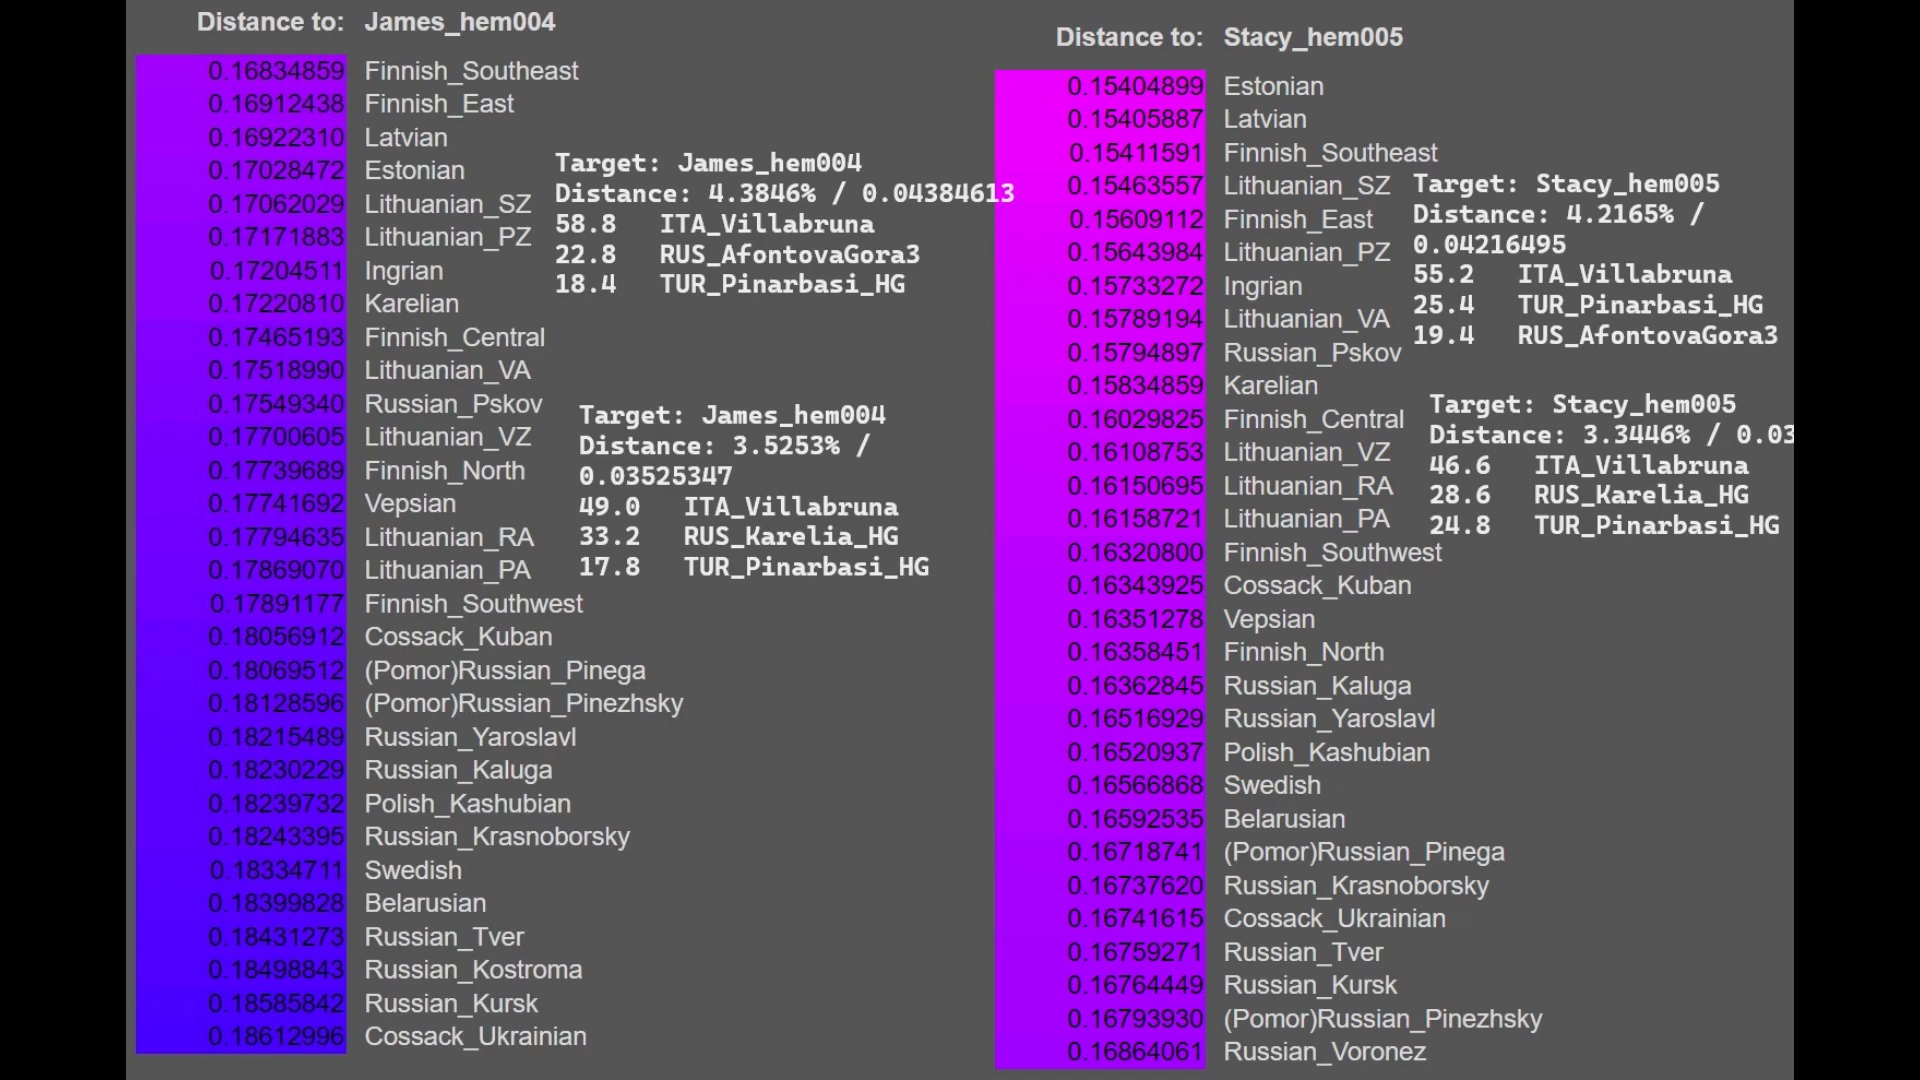 Distance to: James_hem004
0.16834859 Finnish_Southeast
0.16912438 Finnish_East
0.16922310 Latvian
0.17028472 Estonian
0.17062029 Lithuanian_SZ
0.17171883 Lithuanian_PZ
0.17204511 Ingrian
0.17220810 Karelian
0.17465193 Finnish_Central
0.17518990 Lithuanian_VA
0.17549340 Russian_Pskov
0.17700605 Lithuanian_VZ
0.17739689 Finnish_North
0.17741692 Vepsian
0.17794635 Lithuanian_RA
0.17869070 Lithuanian_PA
0.17891177 Finnish_Southwest
0.18056912 Cossack_Kuban
0.18069512 (Pomor)Russian_Pinega
0.18128596 (Pomor)Russian_Pinezhsky
0.18215489 Russian_Yaroslavl
0.18230229 Russian_Kaluga
0.18239732 Polish_Kashubian
0.18243395 Russian_Krasnoborsky
0.18334711 Swedish
0.18399828 Belarusian
0.18431273 Russian_Tver
0.18498843 Russian_Kostroma
0.18585842 Russian_Kursk
0.18612996 Cossack_Ukrainian
Target: James_hem004
Distance: 4.3846% / 0.04384613
58.8 ITA_Villabruna
22.8 RUS_AfontovaGora3
18.4 TUR_Pinarbasi_HG
Target: James_hem004
Distance: 3.5253% /
0.03525347
49.0 ITA_Villabruna
33.2 RUS_Karelia_HG
17.8 TUR_Pinarbasi_HG
Distance to: Stacy_hem005
0.15404899 Estonian
0.15405887 Latvian
0.15411591 Finnish_Southeast
0.15463557 Lithuanian_SZ
0.15609112 Finnish_East
0.15643984 Lithuanian_PZ
0.15733272 Ingrian
0.15789194 Lithuanian_VA
0.15794897 Russian_Pskov
0.15834859 Karelian
0.16029825 Finnish_Central
0.16108753 Lithuanian_VZ
0.16150695 Lithuanian_RA
0.16158721 Lithuanian_PA
0.16320800 Finnish_Southwest
0.16343925 Cossack_Kuban
0.16351278 Vepsian
0.16358451 Finnish_North
0.16362845 Russian_Kaluga
0.16516929 Russian_Yaroslavl
0.16520937 Polish_Kashubian
0.16566868 Swedish
0.16592535 Belarusian
0.16718741 (Pomor)Russian_Pinega
0.16737620 Russian_Krasnoborsky
0.16741615 Cossack_Ukrainian
0.16759271 Russian_Tver
0.16764449 Russian_Kursk
0.16793930 (Pomor)Russian_Pinezhsky
0.16864061 Russian_Voronez
Target: Stacy_hem005
Distance: 4.2165% /
0.04216495
55.2 ITA_Villabruna
25.4 TUR_Pinarbasi_HG
19.4 RUS_AfontovaGora3
Target: Stacy_hem005
Distance: 3.3446% / 0.03
46.6 ITA_Villabruna
28.6 RUS_Karelia_HG
24.8 TUR_Pinarbasi_HG